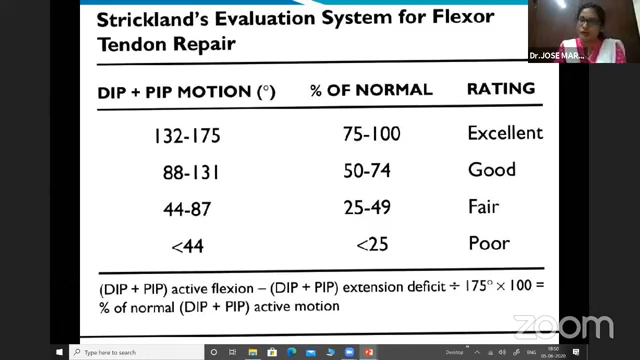 Strickland's Evaluation System for Flexor
Tendon Repair
DIP + PIP MOTION (°) % OF NORMAL RATING
132-175 75-100 Excellent
88-131 50-74 Good
44-87 25-49 Fair
<44 <25 Poor
(DIP + PIP) active flexion – (DIP + PIP) extension deficit ÷ 175° × 100 =
% of normal (DIP + PIP) active motion
Dr.JOSE MAR...
zoom
Type here to search
Desktop
18:50
05-08-2020